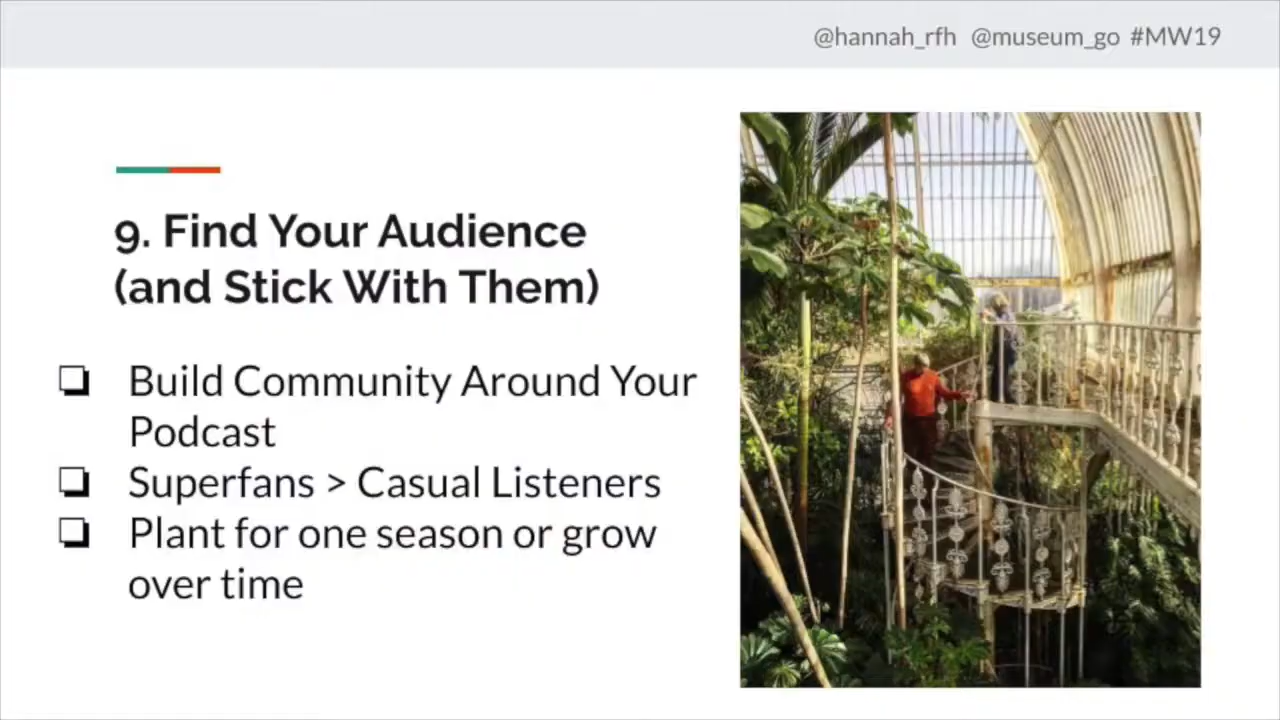 @hannah_rfh @museum_go #MW19
9. Find Your Audience
(and Stick With Them)
Build Community Around Your
Podcast
Superfans > Casual Listeners
Plant for one season or grow
over time